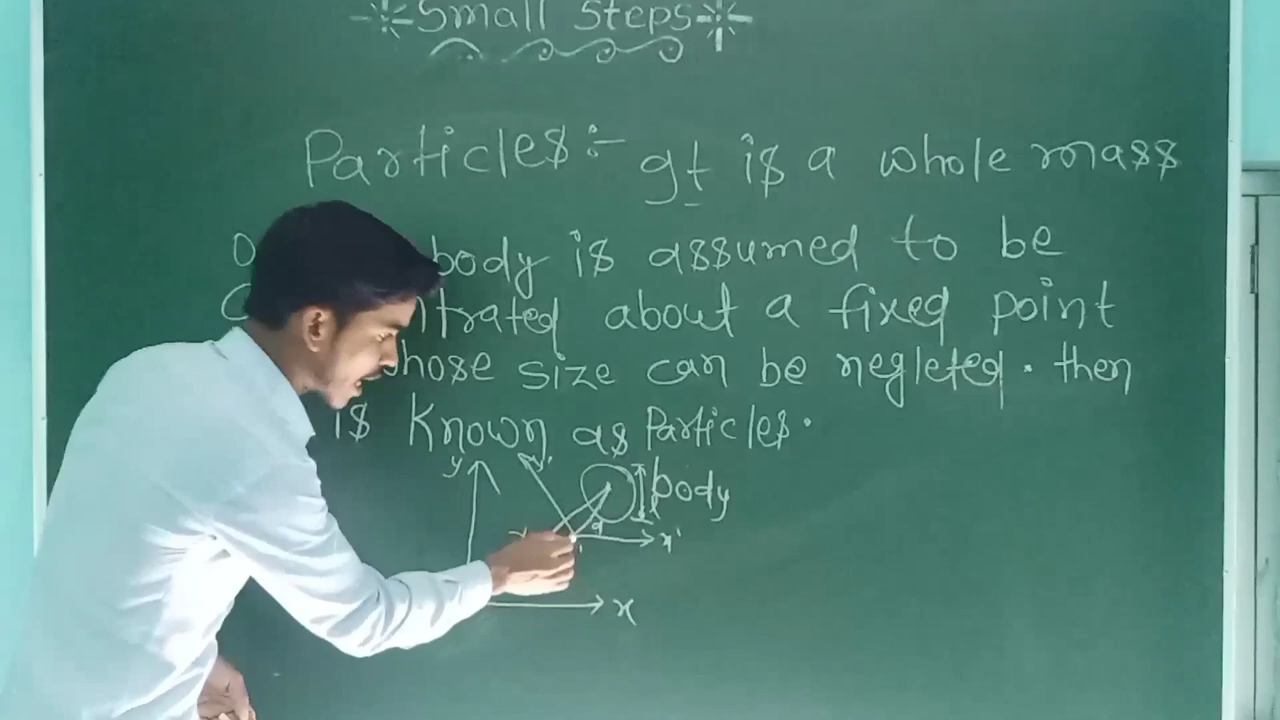 Small Steps
Particles:- It is a whole mass
body is assumed to be
about a fixed point
whose size can be negleted. then
is Known as Particles.
y y'
body
x'
x